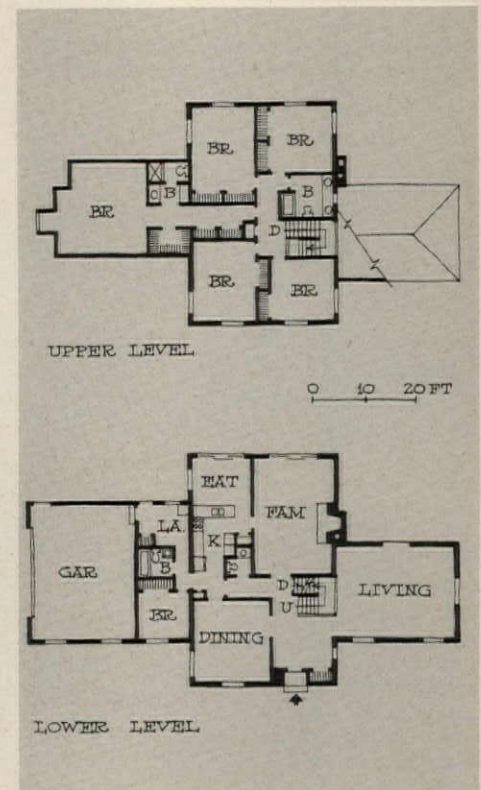 BR
BR
BR
B
B
D
BR
BR
UPPER LEVEL
0 10 20 FT
EAT
FAM
LA.
K
GAR
B
D
LIVING
BR
U
DINING
LOWER LEVEL